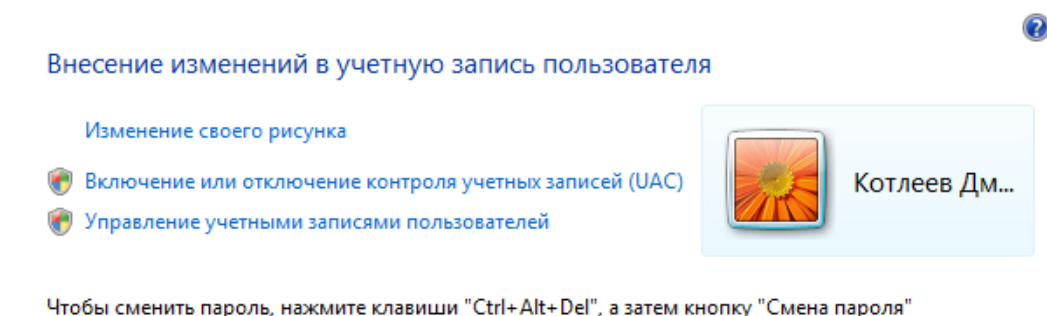 Внесение изменений в учетную запись пользователя
Изменение своего рисунка
Включение или отключение контроля учетных записей (UAC)
Управление учетными записями пользователей
Котлеев Дм...
Чтобы сменить пароль, нажмите клавиши "Ctrl+Alt+Del", а затем кнопку "Смена пароля"